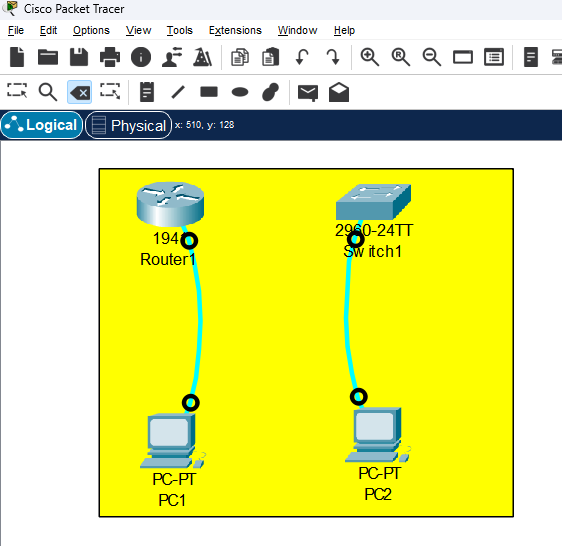 Cisco Packet Tracer
File Edit Options View Tools Extensions Window Help
Logical Physical x: 510, y: 128
2960-24TT
Router1
Switch1
PC-PT
PC1
PC-PT
PC2